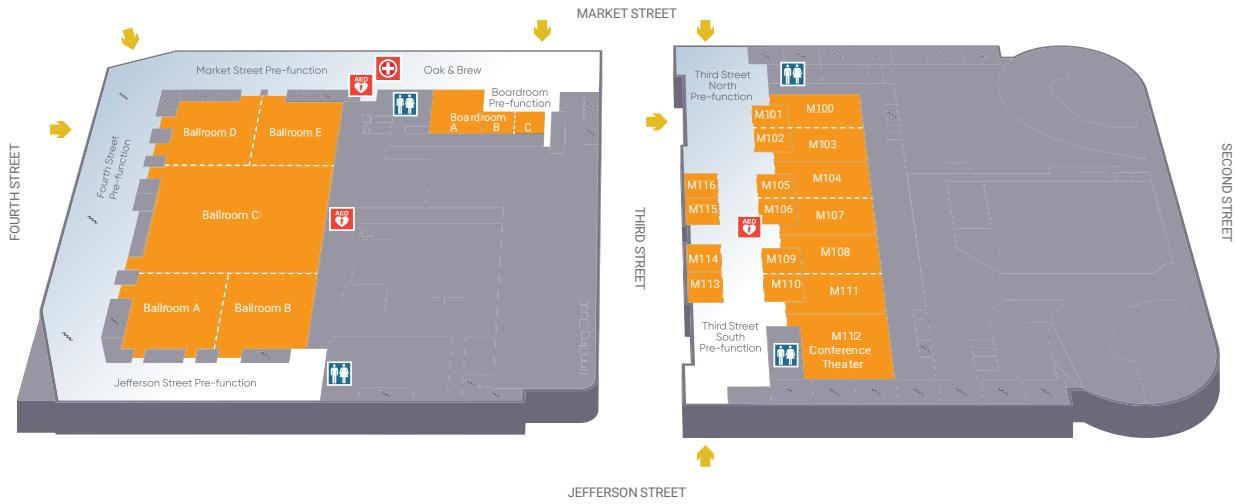 MARKET STREET
Market Street Pre-function
Oak & Brew
AED
Boardroom
Pre-function
Boardroom
A
B
C
Ballroom D
Ballroom E
Fourth Street
Pre-function
FOURTH STREET
Ballroom C
AED
Ballroom A
Ballroom B
Jefferson Street Pre-function
THIRD STREET
Third Street
North
Pre-function
M100
M101
M102
M103
M104
M116
M105
M115
M106
M107
AED
M108
M114
M109
M113
M110
M111
Third Street
South
Pre-function
M112
Conference
Theater
SECOND STREET
JEFFERSON STREET